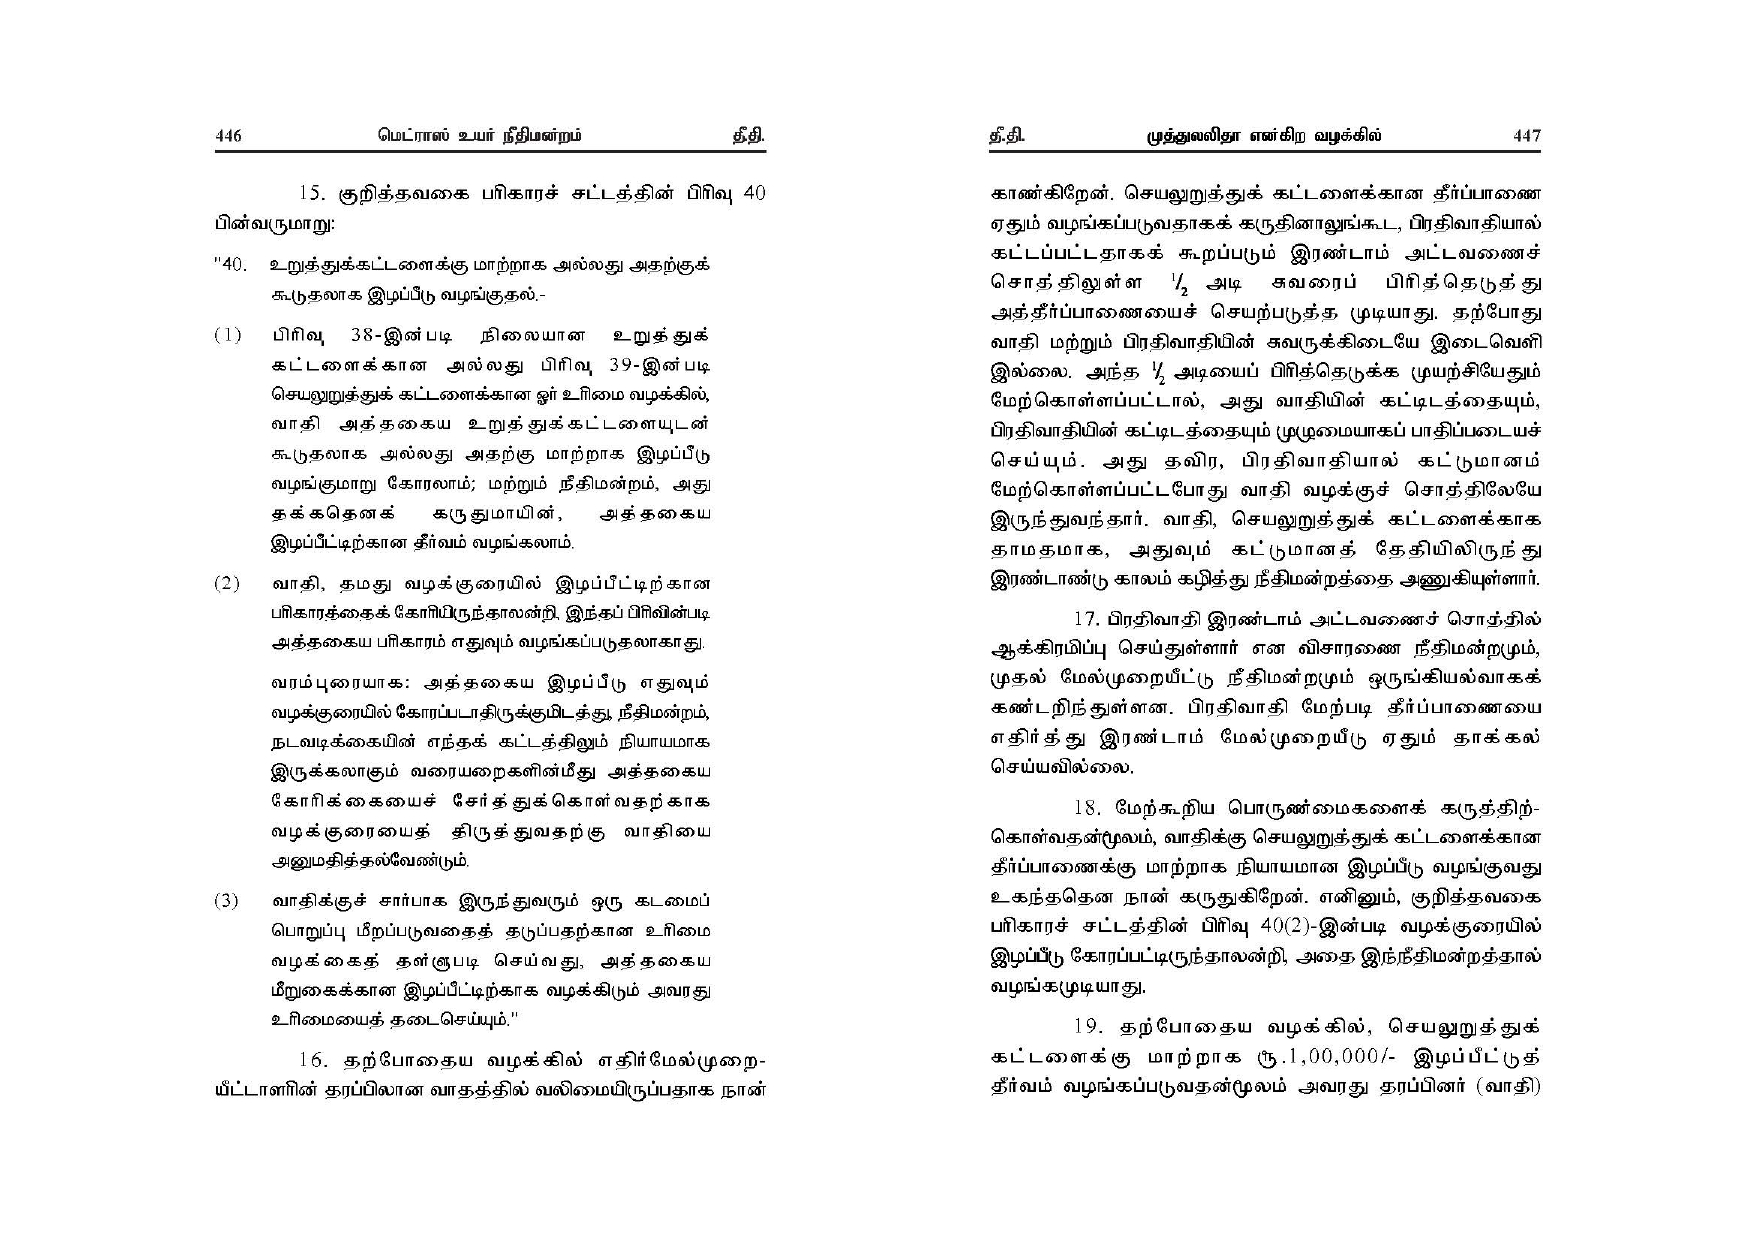 446 மெட்ராஸ் உயர் நீதிமன்றம் தீ.தி.
15. குறித்தவகை பரிகாரச் சட்டத்தின் பிரிவு 40
பின்வருமாறு:
"40. உறுத்துக்கட்டளைக்கு மாற்றாக அல்லது அதற்குக்
கூடுதலாக இழப்பீடு வழங்குதல்.-
(1) பிரிவு 38-இன்படி நிலையான உறுத்துக்
கட்டளைக்கான அல்லது பிரிவு 39-இன்படி
செயலுறுத்துக் கட்டளைக்கான ஓர் உரிமை வழக்கில்,
வாதி அத்தகைய உறுத்துக்கட்டளையுடன்
கூடுதலாக அல்லது அதற்கு மாற்றாக இழப்பீடு
வழங்குமாறு கோரலாம்; மற்றும் நீதிமன்றம், அது
தக்கதெனக் கருதுமாயின், அத்தகைய
இழப்பீட்டிற்கான தீர்வம் வழங்கலாம்.
(2) வாதி, தமது வழக்குரையில் இழப்பீட்டிற்கான
பரிகாரத்தைக் கோரியிருந்தாலன்றி, இந்தப் பிரிவின்படி
அத்தகைய பரிகாரம் எதுவும் வழங்கப்படுதலாகாது.
வரம்புரையாக: அத்தகைய இழப்பீடு எதுவும்
வழக்குரையில் கோரப்படாதிருக்குமிடத்து, நீதிமன்றம்,
நடவடிக்கையின் எந்தக் கட்டத்திலும் நியாயமாக
இருக்கலாகும் வரையறைகளின்மீது அத்தகைய
கோரிக்கையைச் சேர்த்துக்கொள்வதற்காக
வழக்குரையைத் திருத்துவதற்கு வாதியை
அனுமதித்தல்வேண்டும்.
(3) வாதிக்குச் சார்பாக இருந்துவரும் ஒரு கடமைப்
பொறுப்பு மீறப்படுவதைத் தடுப்பதற்கான உரிமை
வழக்கைத் தள்ளுபடி செய்வது, அத்தகைய
மீறுகைக்கான இழப்பீட்டிற்காக வழக்கிடும் அவரது
உரிமையைத் தடைசெய்யும்."
16. தற்போதைய வழக்கில் எதிர்மேல்முறை-
யீட்டாளரின் தரப்பிலான வாதத்தில் வலிமையிருப்பதாக நான்
தீ.தி. முத்துலலிதா என்கிற வழக்கில் 447
காண்கிறேன். செயலுறுத்துக் கட்டளைக்கான தீர்ப்பாணை
ஏதும் வழங்கப்படுவதாகக் கருதினாலுங்கூட, பிரதிவாதியால்
கட்டப்பட்டதாகக் கூறப்படும் இரண்டாம் அட்டவணைச்
சொத்திலுள்ள ½ அடி சுவரைப் பிரித்தெடுத்து
அத்தீர்ப்பாணையைச் செயற்படுத்த முடியாது. தற்போது
வாதி மற்றும் பிரதிவாதியின் சுவருக்கிடையே இடைவெளி
இல்லை. அந்த ½ அடியைப் பிரித்தெடுக்க முயற்சியேதும்
மேற்கொள்ளப்பட்டால், அது வாதியின் கட்டிடத்தையும்,
பிரதிவாதியின் கட்டிடத்தையும் முழுமையாகப் பாதிப்படையச்
செய்யும். அது தவிர, பிரதிவாதியால் கட்டுமானம்
மேற்கொள்ளப்பட்டபோது வாதி வழக்குச் சொத்திலேயே
இருந்துவந்தார். வாதி, செயலுறுத்துக் கட்டளைக்காக
தாமதமாக, அதுவும் கட்டுமானத் தேதியிலிருந்து
இரண்டாண்டு காலம் கழித்து நீதிமன்றத்தை அணுகியுள்ளார்.
17. பிரதிவாதி இரண்டாம் அட்டவணைச் சொத்தில்
ஆக்கிரமிப்பு செய்துள்ளார் என விசாரணை நீதிமன்றமும்,
முதல் மேல்முறையீட்டு நீதிமன்றமும் ஒருங்கியல்வாகக்
கண்டறிந்துள்ளன. பிரதிவாதி மேற்படி தீர்ப்பாணையை
எதிர்த்து இரண்டாம் மேல்முறையீடு ஏதும் தாக்கல்
செய்யவில்லை.
18. மேற்கூறிய பொருண்மைகளைக் கருத்திற்-
கொள்வதன்மூலம், வாதிக்கு செயலுறுத்துக் கட்டளைக்கான
தீர்ப்பாணைக்கு மாற்றாக நியாயமான இழப்பீடு வழங்குவது
உகந்ததென நான் கருதுகிறேன். எனினும், குறித்தவகை
பரிகாரச் சட்டத்தின் பிரிவு 40(2)-இன்படி வழக்குரையில்
இழப்பீடு கோரப்பட்டிருந்தாலன்றி, அதை இந்நீதிமன்றத்தால்
வழங்கமுடியாது.
19. தற்போதைய வழக்கில், செயலுறுத்துக்
கட்டளைக்கு மாற்றாக ரூ.1,00,000/- இழப்பீட்டுத்
தீர்வம் வழங்கப்படுவதன்மூலம் அவரது தரப்பினர் (வாதி)